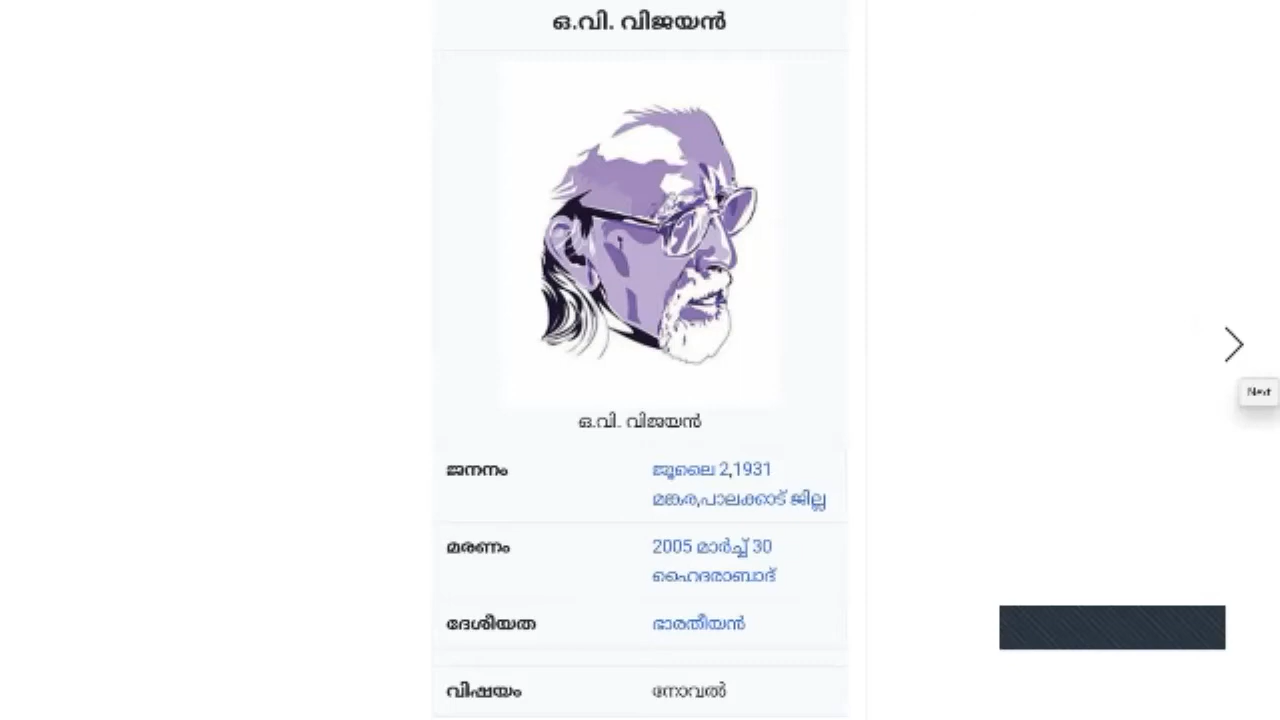 ഒ.വി. വിജയൻ
ഒ.വി. വിജയൻ
ജനനം ജൂലൈ 2,1931
മങ്കര,പാലക്കാട് ജില്ല
മരണം 2005 മാർച്ച് 30
ഹൈദരാബാദ്
ദേശീയത ഭാരതീയൻ
വിഷയം നോവൽ
Next